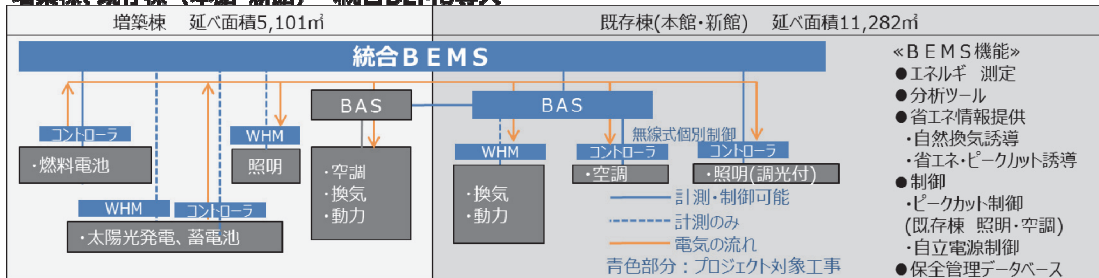 増築棟 延べ面積5,101㎡
既存棟(本館・新館) 延べ面積11,282㎡
統合BEMS
BAS
BAS
コントローラ
・燃料電池
WHM
照明
WHM
コントローラ
・太陽光発電、蓄電池
・空調
・換気
・動力
WHM
・換気
・動力
無線式個別制御
コントローラ
・空調
コントローラ
・照明(調光付)
計測・制御可能
計測のみ
電気の流れ
青色部分:プロジェクト対象工事
≪BEMS機能≫
●エネルギ 測定
●分析ツール
●省エネ情報提供
・自然換気誘導
・省エネ・ピークカット誘導
●制御
・ピークカット制御
(既存棟 照明・空調)
・自立電源制御
●保全管理データベース